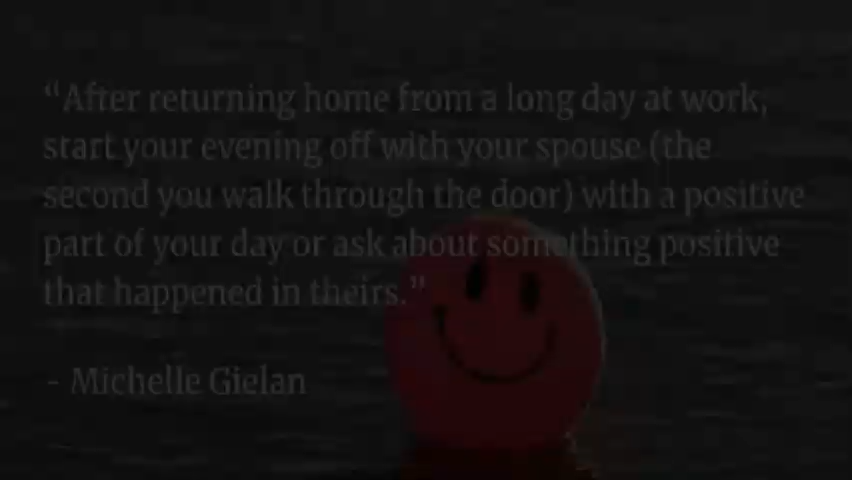 “After returning home from a long day at work,
start your evening off with your spouse (the
second you walk through the door) with a positive
part of your day or ask about something positive
that happened in theirs.”
- Michelle Gielan